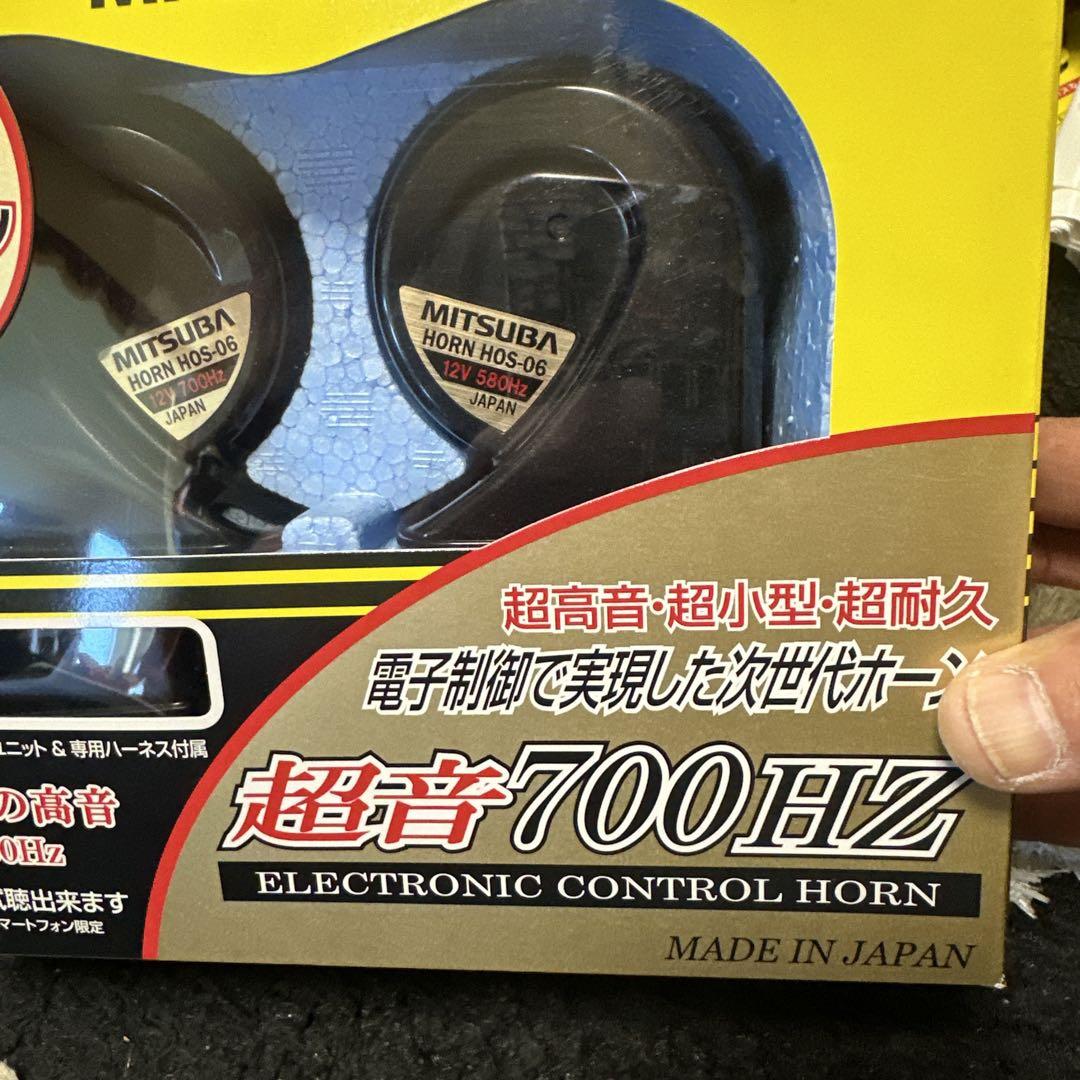 MITSUBA
HORN HOS-06
12V 700Hz
JAPAN
MITSUBA
HORN HOS-06
12V 580Hz
JAPAN
超高音・超小型・超耐久
電子制御で実現した次世代ホーン
ユニット & 専用ハーネス付属
の高音
0Hz
試聴出来ます
マートフォン限定
超音700HZ
ELECTRONIC CONTROL HORN
MADE IN JAPAN